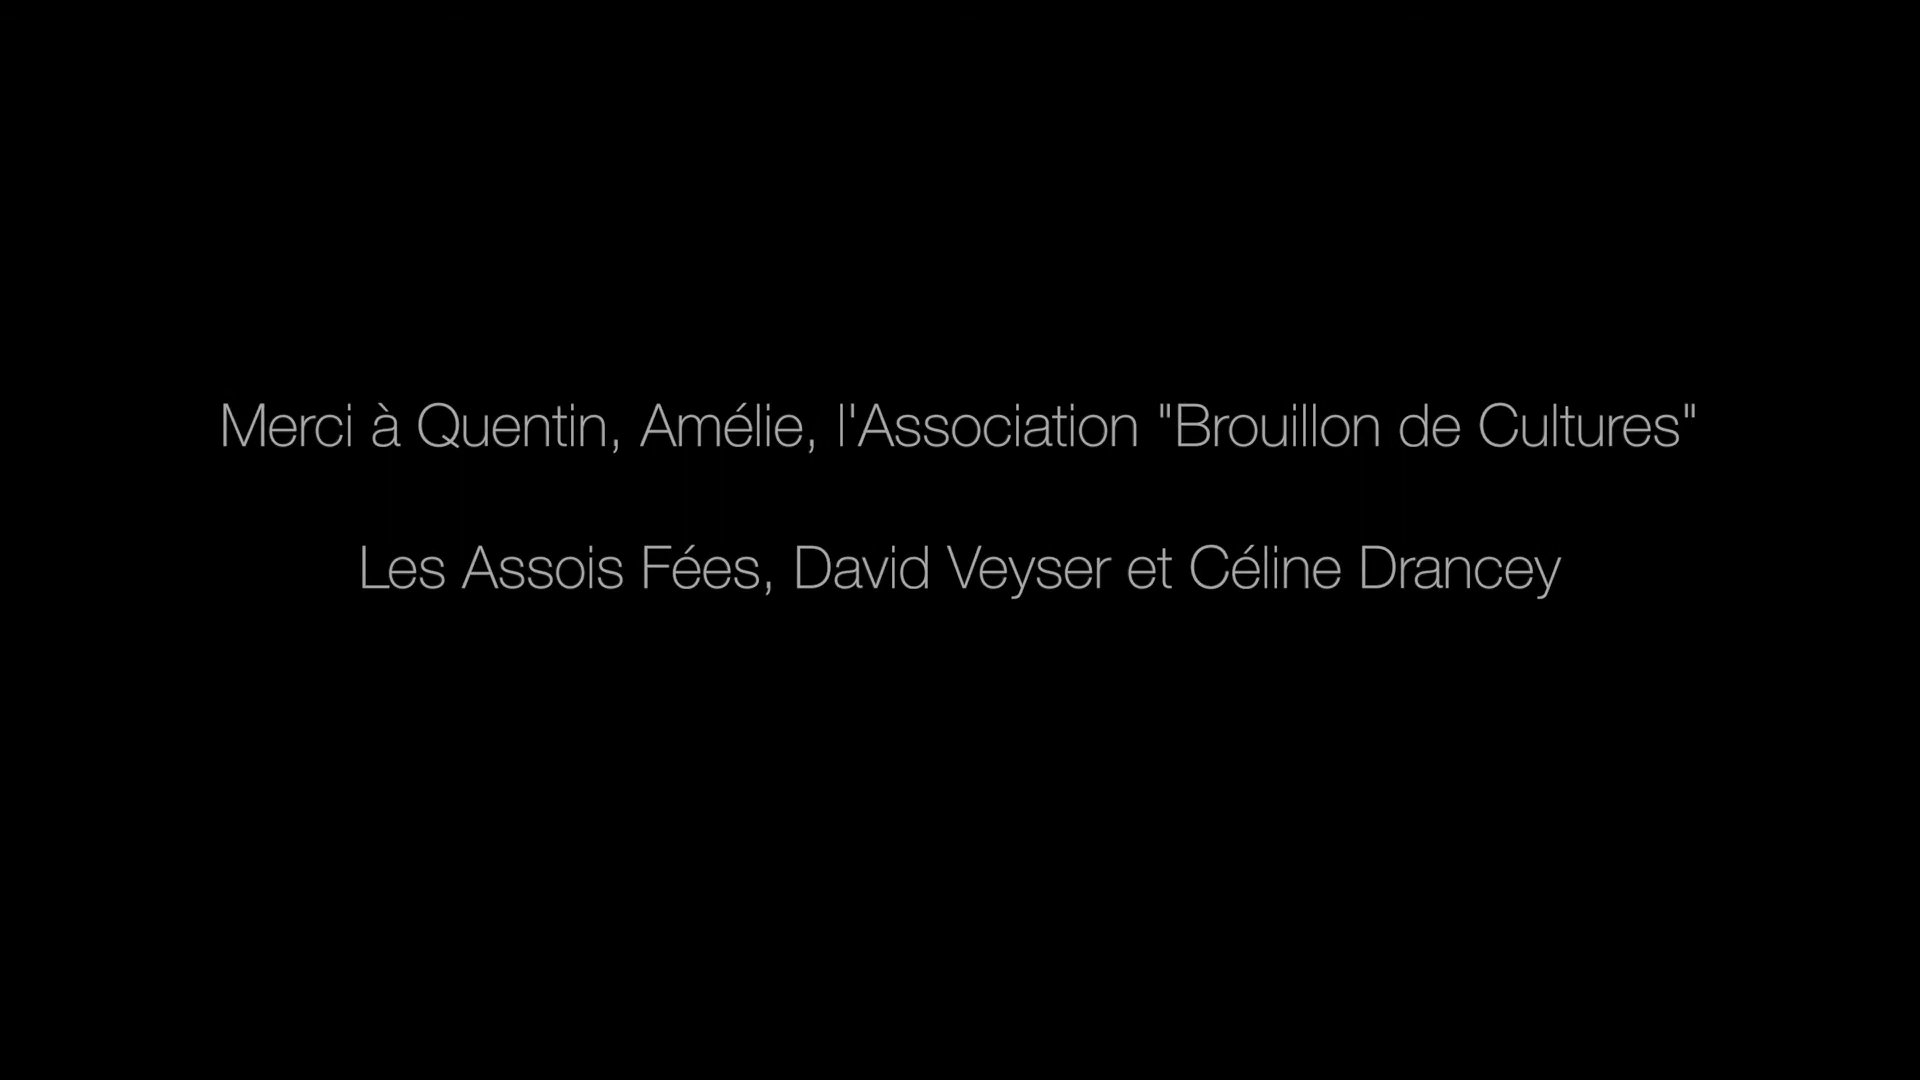 Merci à Quentin, Amélie, l'Association "Brouillon de Cultures"
Les Assois Fées, David Veyser et Céline Drancey